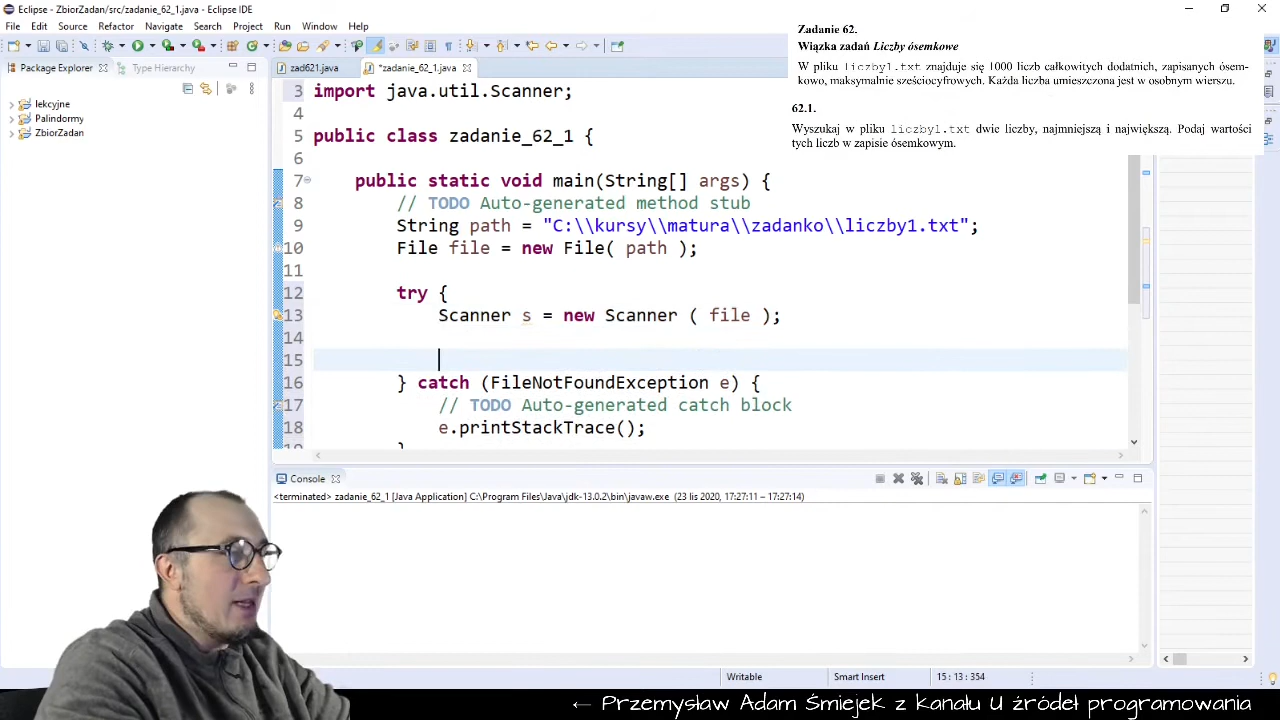 Eclipse - ZbiorZadan/src/zadanie_62_1.java - Eclipse IDE
File Edit Source Refactor Navigate Search Project Run Window Help
Package Explorer
Type Hierarchy
zad621.java
*zadanie_62_1.java
lekcyjne
Palindormy
ZbiorZadan
Zadanie 62.
Wiązka zadań Liczby ósemkowe
W pliku liczby1.txt znajduje się 1000 liczb całkowitych dodatnich, zapisanych ósem-
kowo, maksymalnie sześciocyfrowych. Każda liczba umieszczona jest w osobnym wierszu.
62.1.
Wyszukaj w pliku liczby1.txt dwie liczby, najmniejszą i największą. Podaj wartości
tych liczb w zapisie ósemkowym.
3 import java.util.Scanner;
4
5 public class zadanie_62_1 {
6
7 public static void main(String[] args) {
8 // TODO Auto-generated method stub
9 String path = "C:\\kursy\\matura\\zadanko\\liczby1.txt";
10 File file = new File( path );
11
12 try {
13 Scanner s = new Scanner ( file );
14
15
16 } catch (FileNotFoundException e) {
17 // TODO Auto-generated catch block
18 e.printStackTrace();
Console
<terminated> zadanie_62_1 [Java Application] C:\Program Files\Java\jdk-13.0.2\bin\javaw.exe (23 lis 2020, 17:27:11 – 17:27:14)
Writable
Smart Insert
15 : 13 : 354
← Przemysław Adam Śmiejek z kanału U źródeł programowania